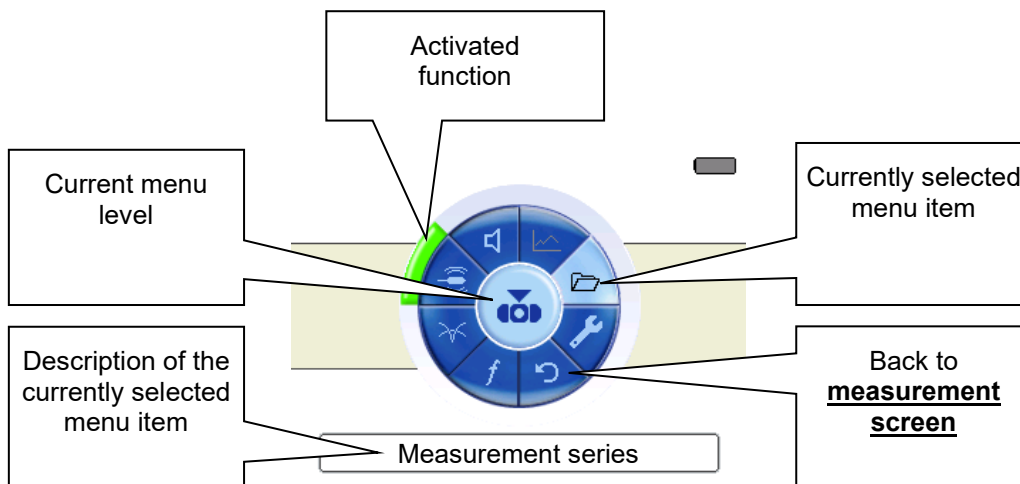 Activated
function
Current menu
level
Currently selected
menu item
Description of the
currently selected
menu item
Back to
measurement
screen
Measurement series